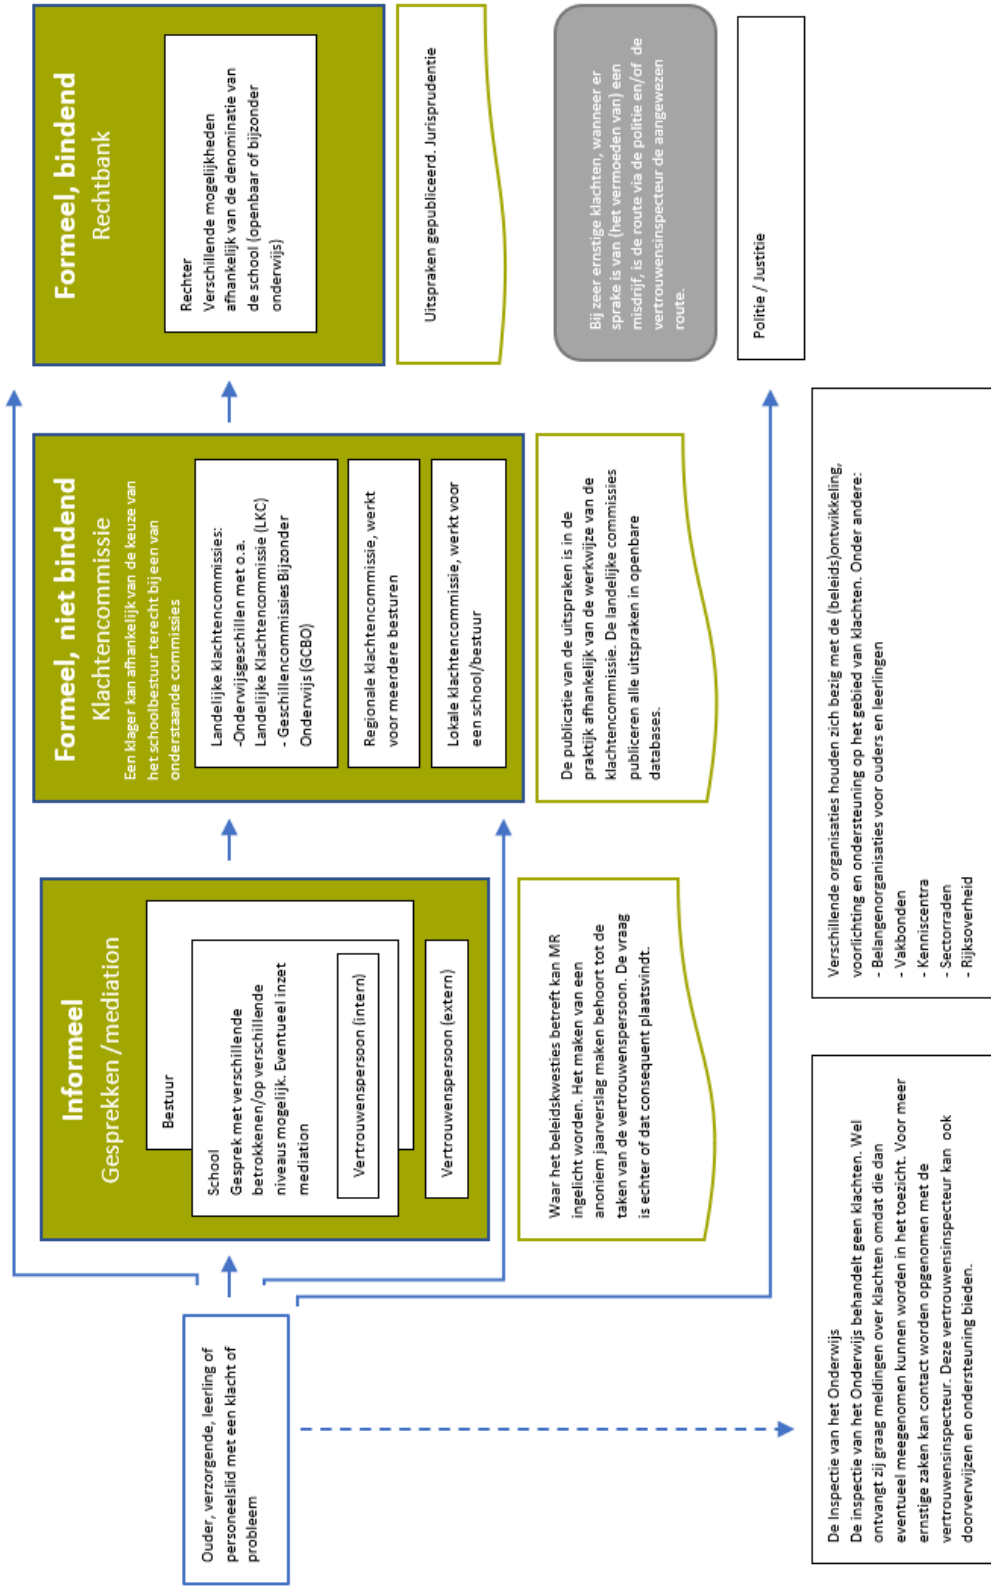 Ouder, verzorgende, leerling of
personeelslid met een klacht of
probleem
Informeel
Gesprekken /mediation
Bestuur
School
Gesprek met verschillende
betrokkenen/op verschillende
niveaus mogelijk. Eventueel inzet
mediation
Vertrouwenspersoon (intern)
Vertrouwenspersoon (extern)
Waar het beleidskwesties betreft kan MR
ingelicht worden. Het maken van een
anoniem jaarverslag maken behoort tot de
taken van de vertrouwenspersoon. De vraag
is echter of dat consequent plaatsvindt.
Formeel, niet bindend
Klachtencommissie
Een klager kan afhankelijk van de keuze van
het schoolbestuur terecht bij een van
onderstaande commissies
Landelijke klachtencommissies:
-Onderwijsgeschillen met o.a.
Landelijke Klachtencommissie (LKC)
- Geschillencommissies Bijzonder
Onderwijs (GCBO)
Regionale klachtencommissie, werkt
voor meerdere besturen
Lokale klachtencommissie, werkt voor
een school/bestuur
De publicatie van de uitspraken is in de
praktijk afhankelijk van de werkwijze van de
klachtencommissie. De landelijke commissies
publiceren alle uitspraken in openbare
databases.
Formeel, bindend
Rechtbank
Rechter
Verschillende mogelijkheden
afhankelijk van de denominatie van
de school (openbaar of bijzonder
onderwijs)
Uitspraken gepubliceerd. Jurisprudentie
Bij zeer ernstige klachten, wanneer er
sprake is van (het vermoeden van) een
misdrijf, is de route via de politie en/of  de
vertrouwensinspecteur de aangewezen
route.
Politie / Justitie
De Inspectie van het Onderwijs
De inspectie van het Onderwijs behandelt geen klachten. Wel
ontvangt zij graag meldingen over klachten omdat die dan
eventueel meegenomen kunnen worden in het toezicht. Voor meer
ernstige zaken kan contact worden opgenomen met de
vertrouwensinspecteur. Deze vertrouwensinspecteur kan  ook
doorverwijzen en ondersteuning bieden.
Verschillende organisaties houden zich bezig met de (beleids)ontwikkeling,
voorlichting en ondersteuning op het gebied van klachten. Onder andere:
- Belangenorganisaties voor ouders en leerlingen
- Vakbonden
- Kenniscentra
- Sectorraden
- Rijksoverheid